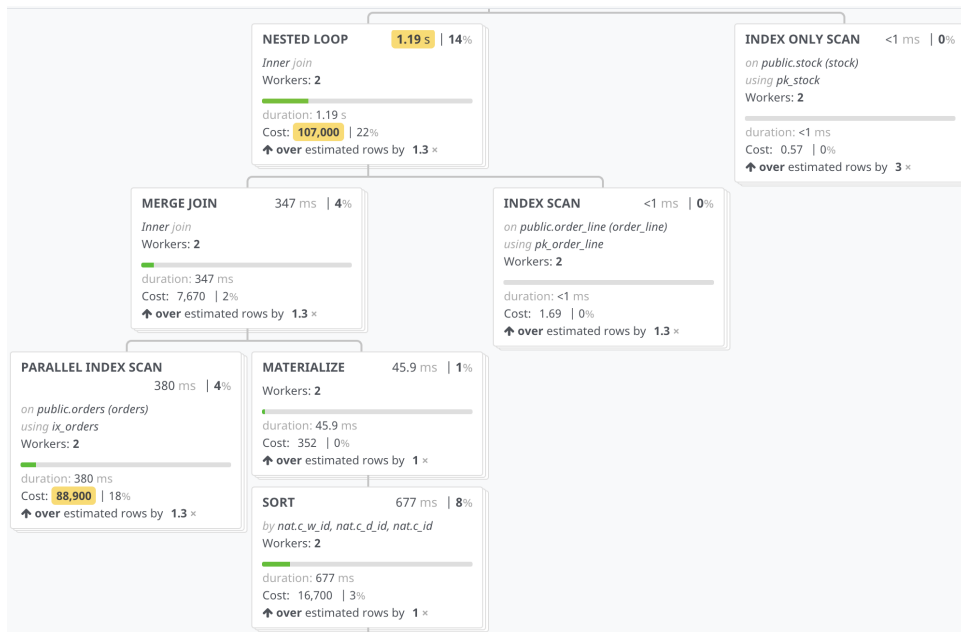 NESTED LOOP 1.19 s | 14%
Inner join
Workers: 2
duration: 1.19 s
Cost: 107,000 | 22%
over estimated rows by 1.3 ×
INDEX ONLY SCAN <1 ms | 0%
on public.stock (stock)
using pk_stock
Workers: 2
duration: <1 ms
Cost: 0.57 | 0%
over estimated rows by 3 ×
MERGE JOIN 347 ms | 4%
Inner join
Workers: 2
duration: 347 ms
Cost: 7,670 | 2%
over estimated rows by 1.3 ×
INDEX SCAN <1 ms | 0%
on public.order_line (order_line)
using pk_order_line
Workers: 2
duration: <1 ms
Cost: 1.69 | 0%
over estimated rows by 1.3 ×
PARALLEL INDEX SCAN
380 ms | 4%
on public.orders (orders)
using ix_orders
Workers: 2
duration: 380 ms
Cost: 88,900 | 18%
over estimated rows by 1.3 ×
MATERIALIZE 45.9 ms | 1%
Workers: 2
duration: 45.9 ms
Cost: 352 | 0%
over estimated rows by 1 ×
SORT 677 ms | 8%
by nat.c_w_id, nat.c_d_id, nat.c_id
Workers: 2
duration: 677 ms
Cost: 16,700 | 3%
over estimated rows by 1 ×